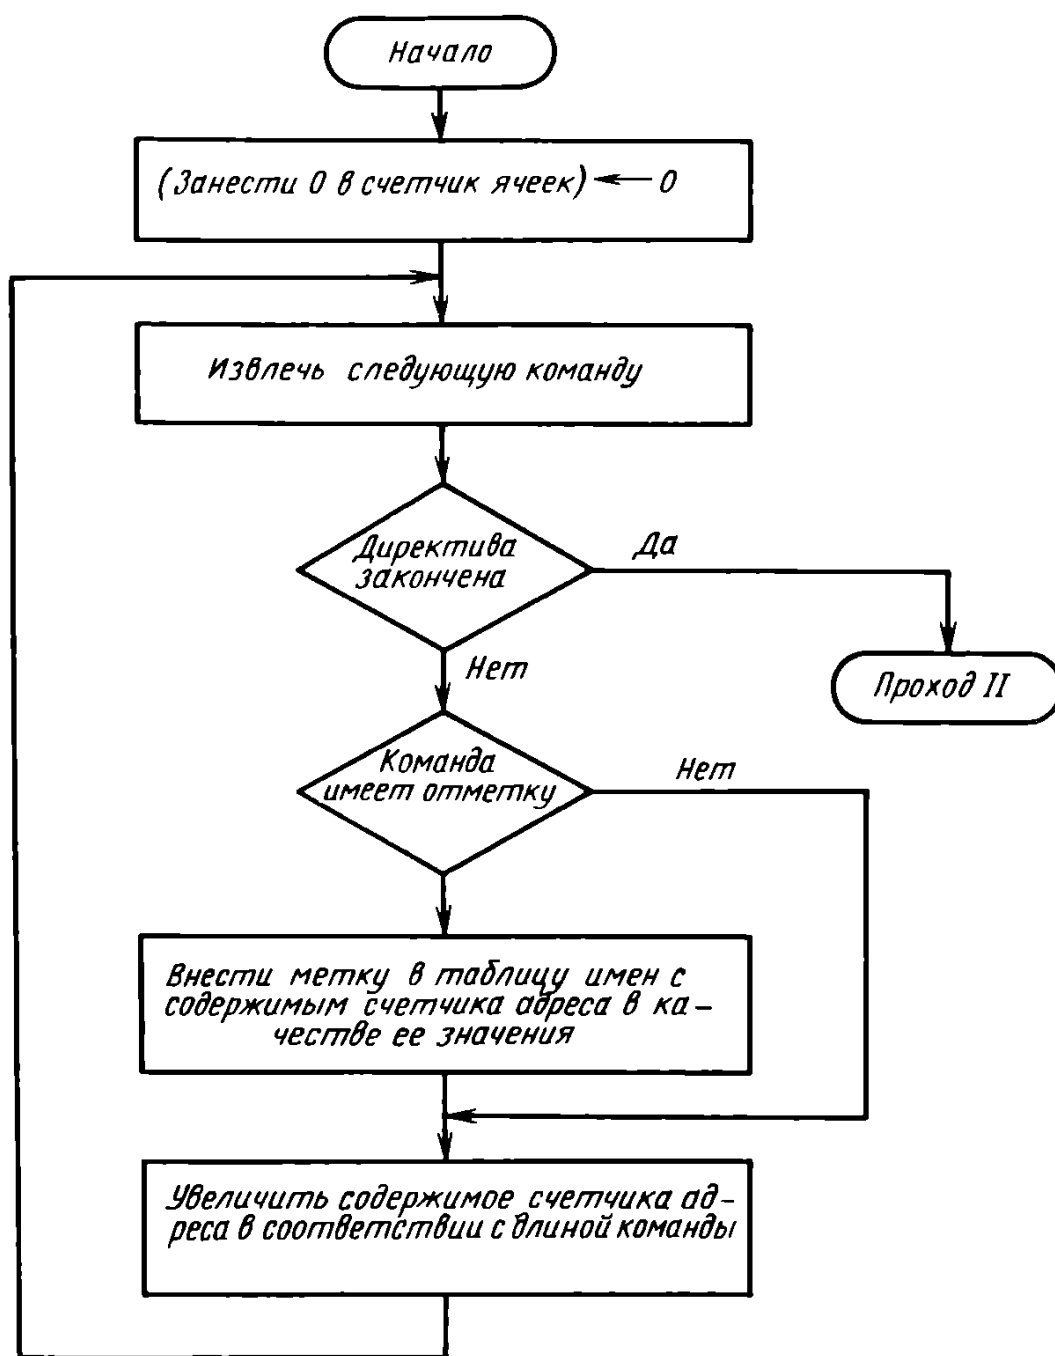 Начало
(Занести 0 в счетчик ячеек) ← 0
Извлечь следующую команду
Директива
закончена
Да
Нет
Проход II
Команда
имеет отметку
Нет
Внести метку в таблицу имен с
содержимым счетчика адреса в ка-
честве ее значения
Увеличить содержимое счетчика ад-
реса в соответствии с длиной команды